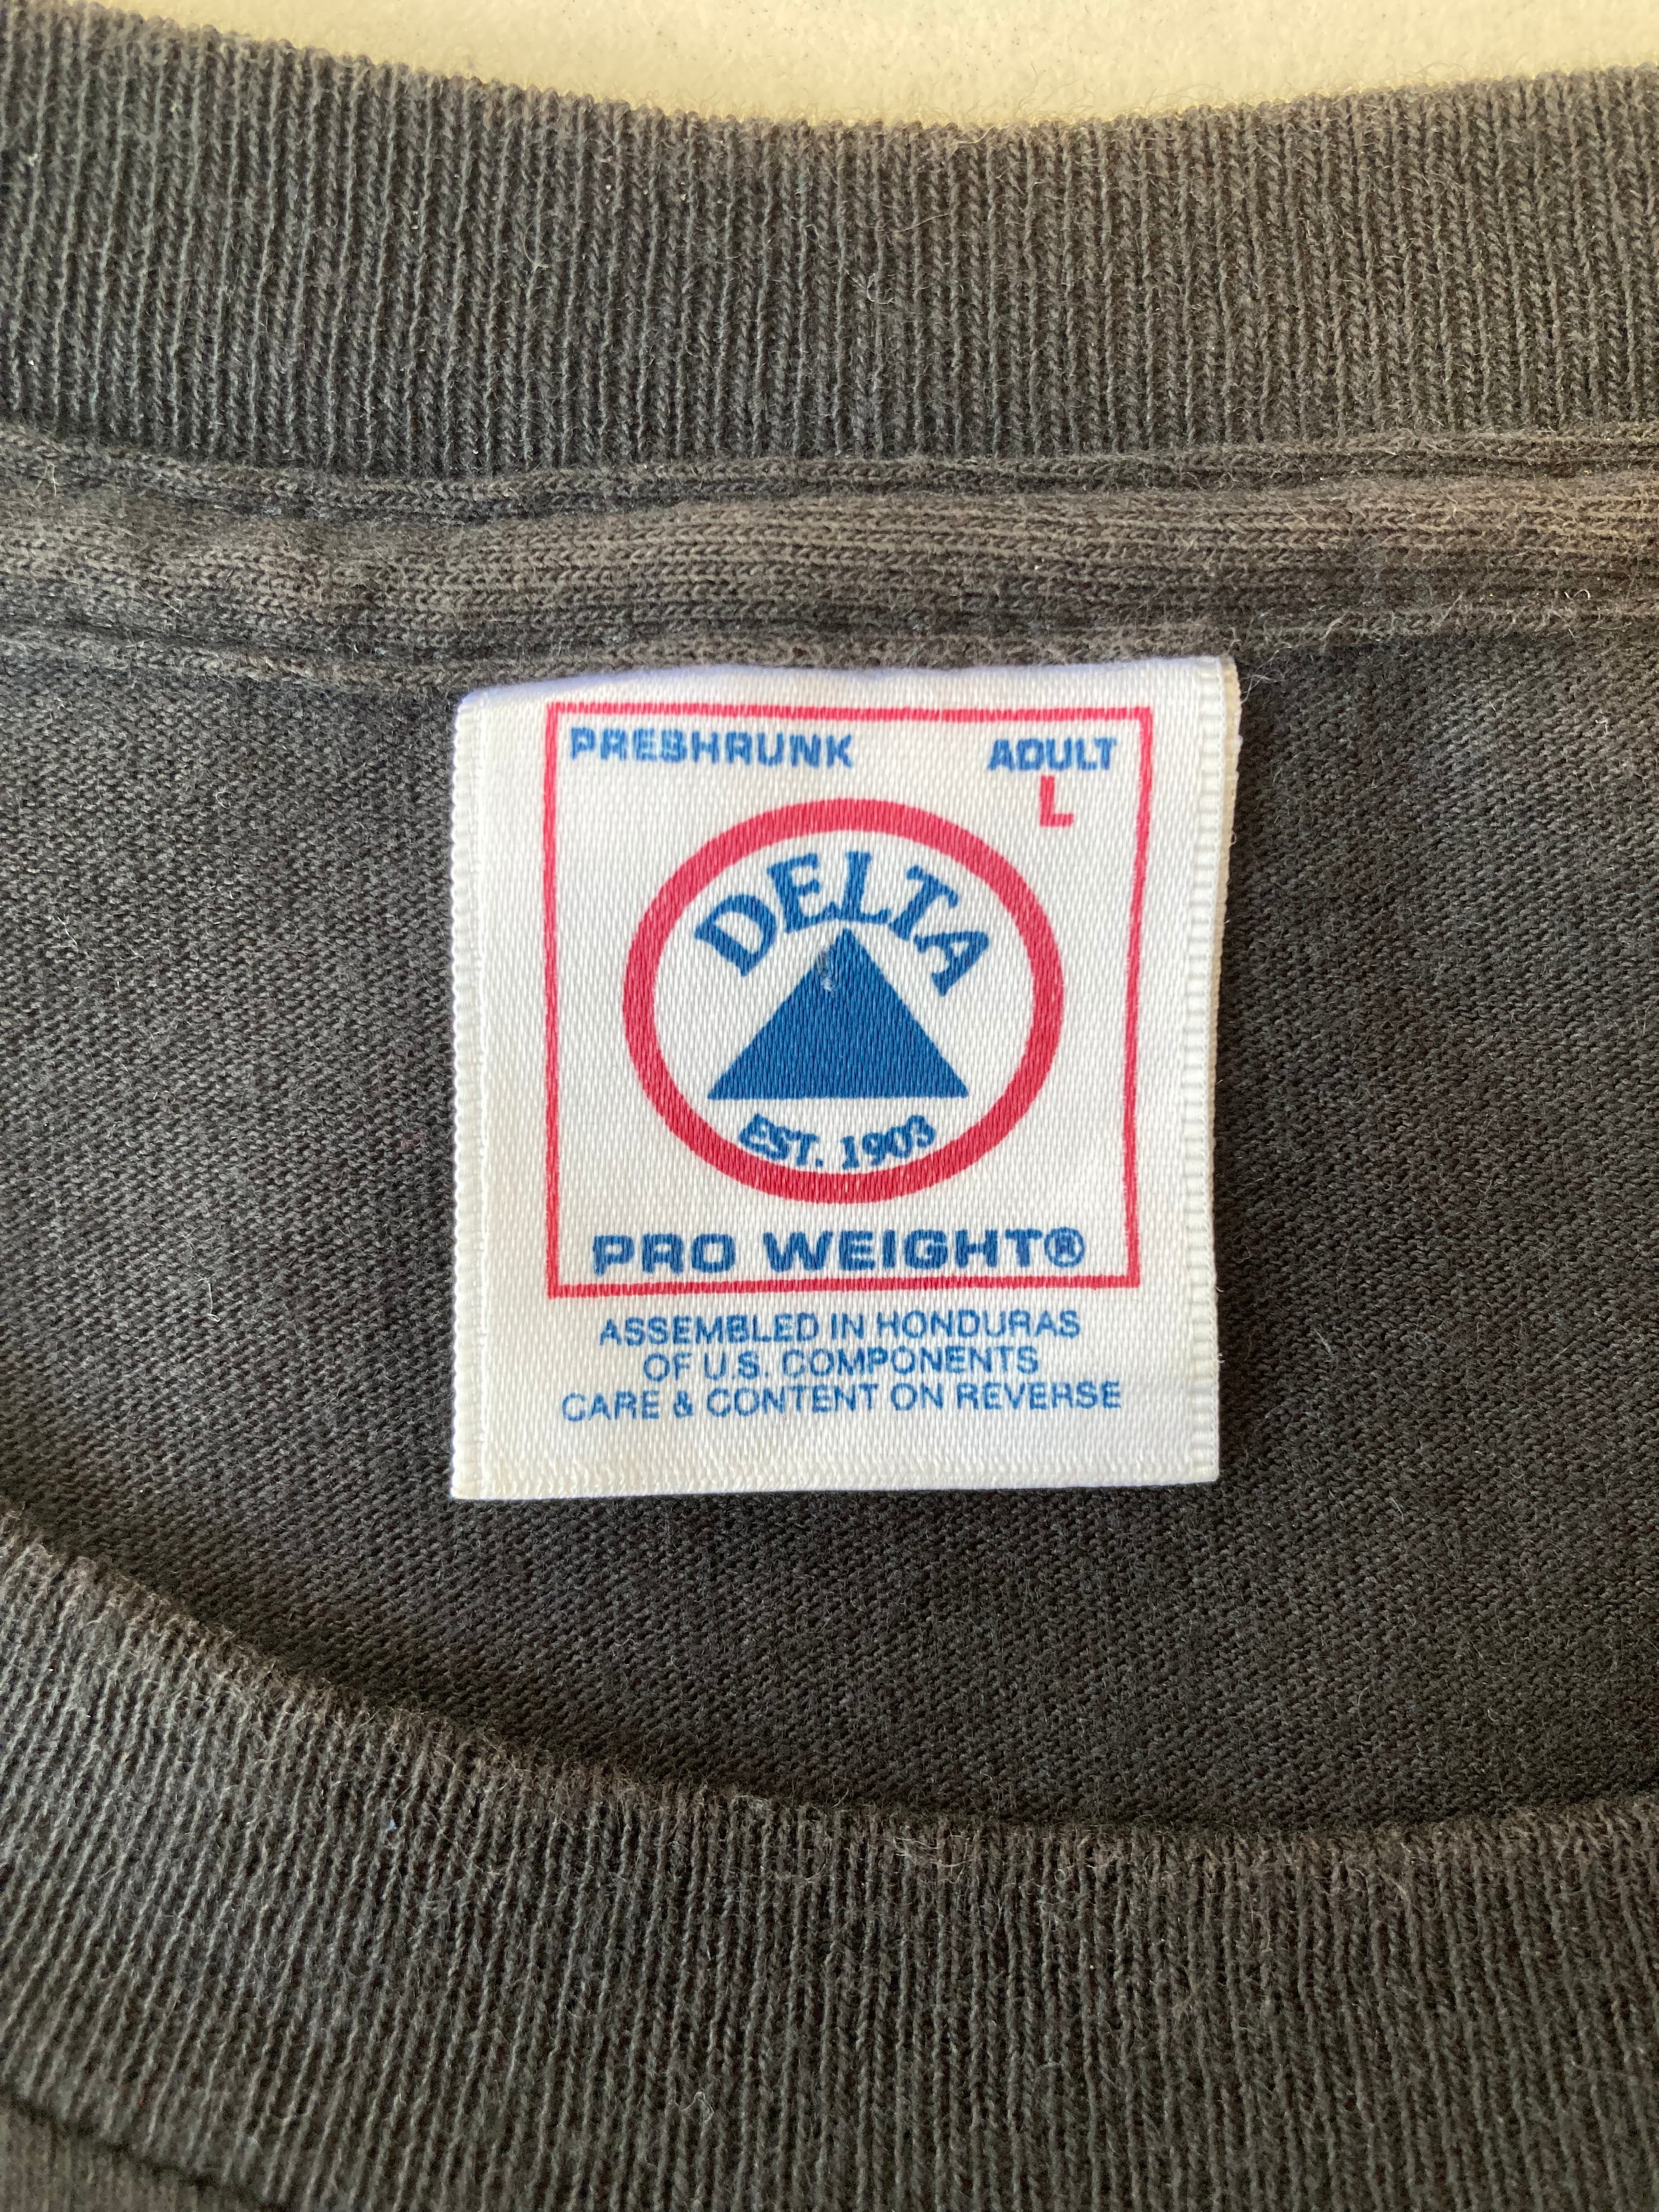 PRESHRUNK ADULT
L
DELTA
EST. 1903
PRO WEIGHT®
ASSEMBLED IN HONDURAS
OF U.S. COMPONENTS
CARE & CONTENT ON REVERSE